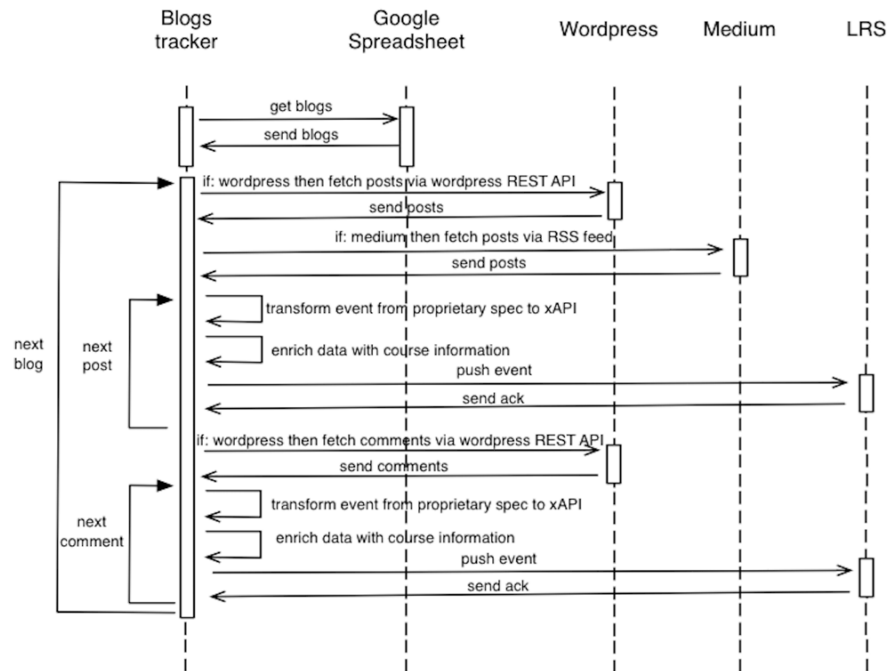 Blogs
tracker
Google
Spreadsheet
Wordpress
Medium
LRS
get blogs
send blogs
if: wordpress then fetch posts via wordpress REST API
send posts
if: medium then fetch posts via RSS feed
send posts
transform event from proprietary spec to xAPI
next
blog
next
post
enrich data with course information
push event
send ack
if: wordpress then fetch comments via wordpress REST API
send comments
transform event from proprietary spec to xAPI
next
comment
enrich data with course information
push event
send ack